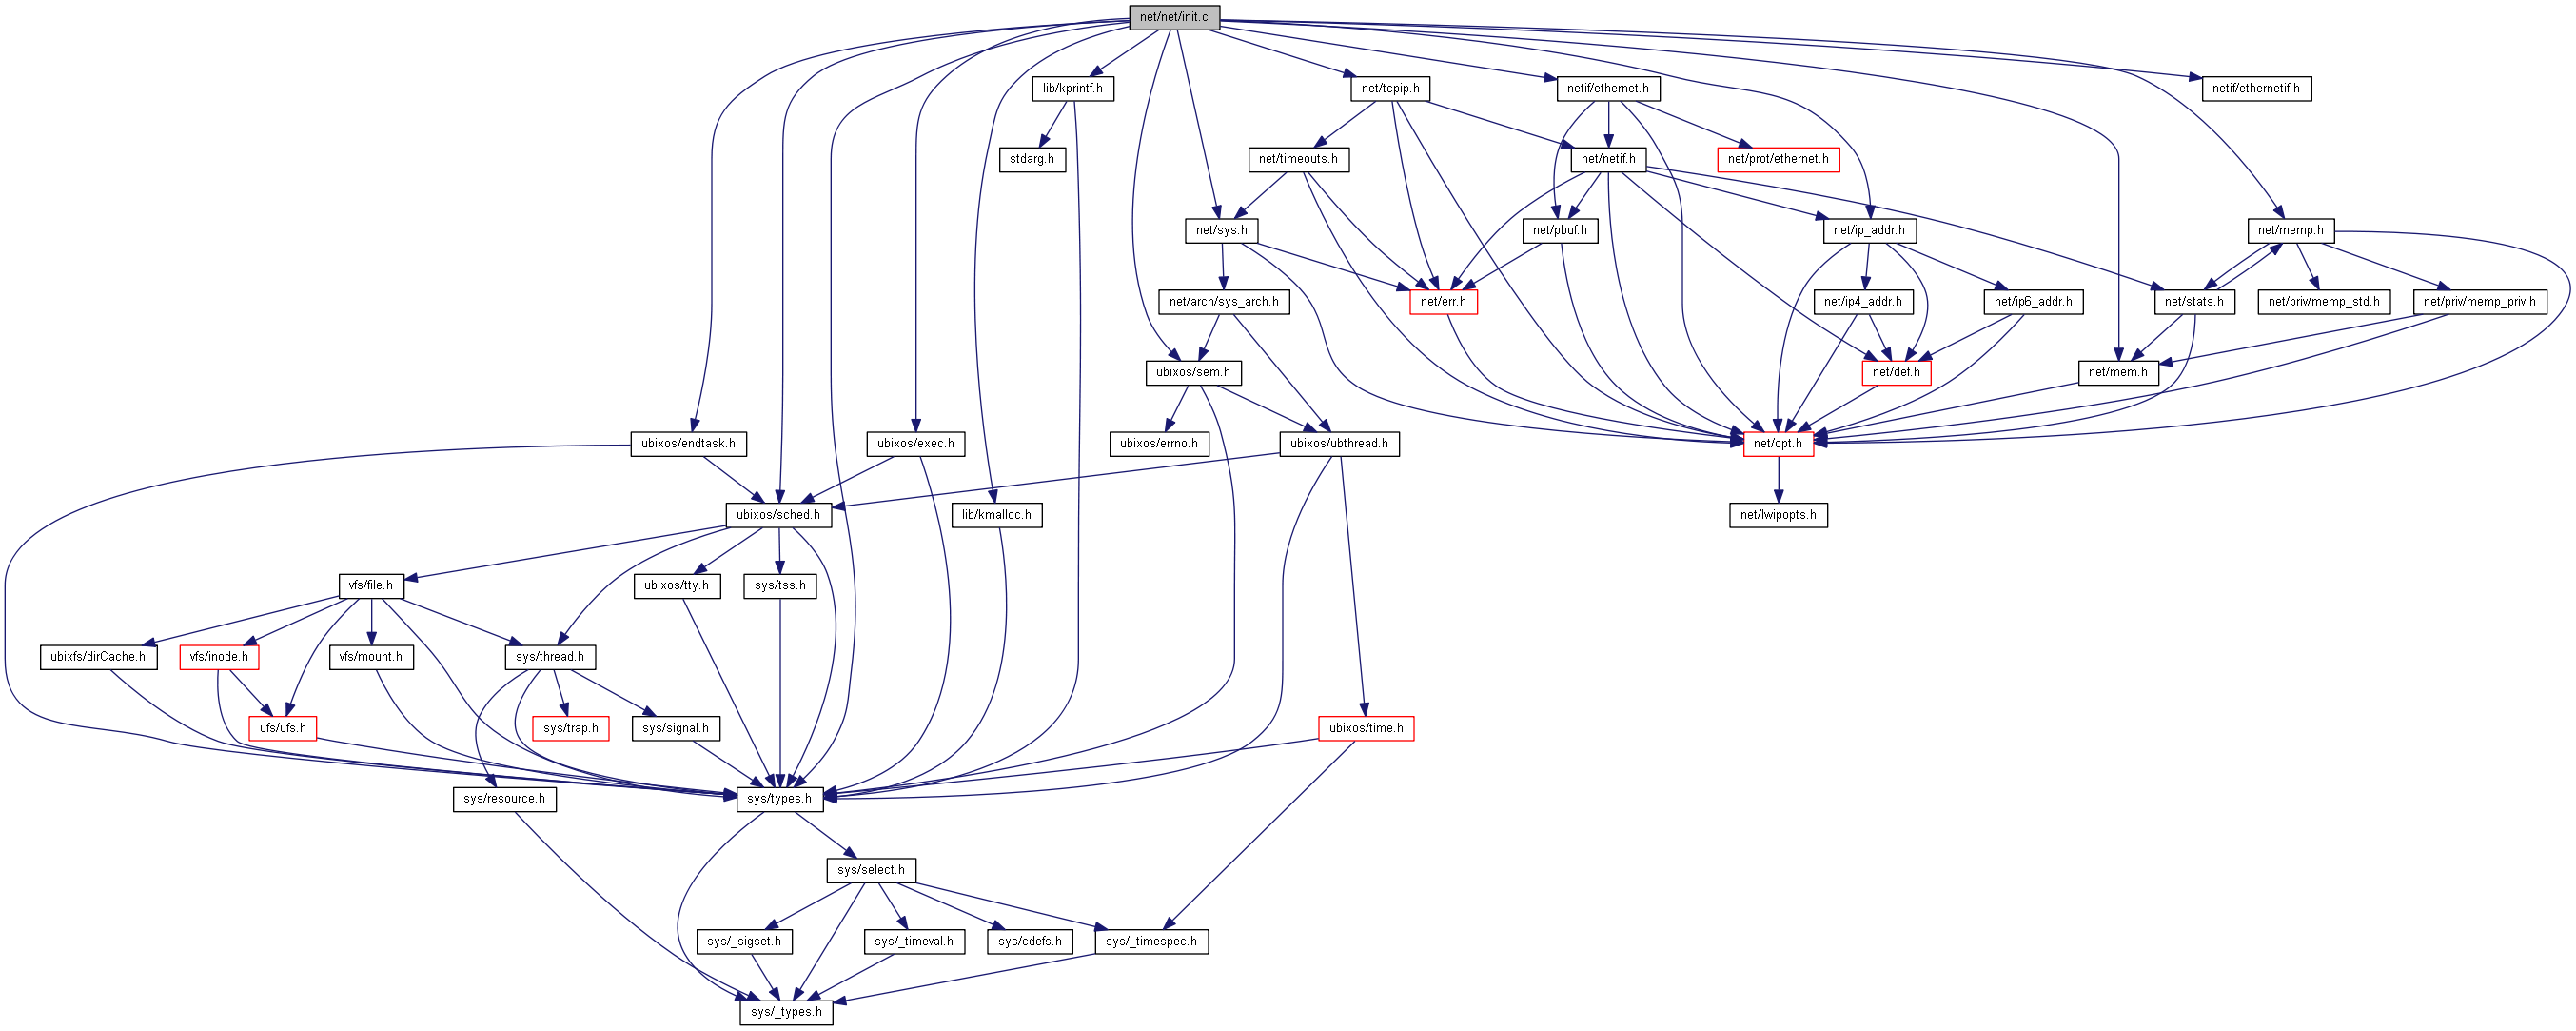 net/net/init.c
lib/kprintf.h
net/tcpip.h
netif/ethernet.h
netif/ethernetif.h
stdarg.h
net/timeouts.h
net/netif.h
net/prot/ethernet.h
net/sys.h
net/pbuf.h
net/ip_addr.h
net/memp.h
net/arch/sys_arch.h
net/err.h
net/ip4_addr.h
net/ip6_addr.h
net/stats.h
net/priv/memp_std.h
net/priv/memp_priv.h
ubixos/sem.h
net/def.h
net/mem.h
ubixos/endtask.h
ubixos/exec.h
ubixos/errno.h
ubixos/ubthread.h
net/opt.h
ubixos/sched.h
lib/kmalloc.h
net/lwipopts.h
vfs/file.h
ubixos/tty.h
sys/tss.h
ubixfs/dirCache.h
vfs/inode.h
vfs/mount.h
sys/thread.h
ufs/ufs.h
sys/trap.h
sys/signal.h
ubixos/time.h
sys/resource.h
sys/types.h
sys/select.h
sys/_sigset.h
sys/_timeval.h
sys/cdefs.h
sys/_timespec.h
sys/_types.h